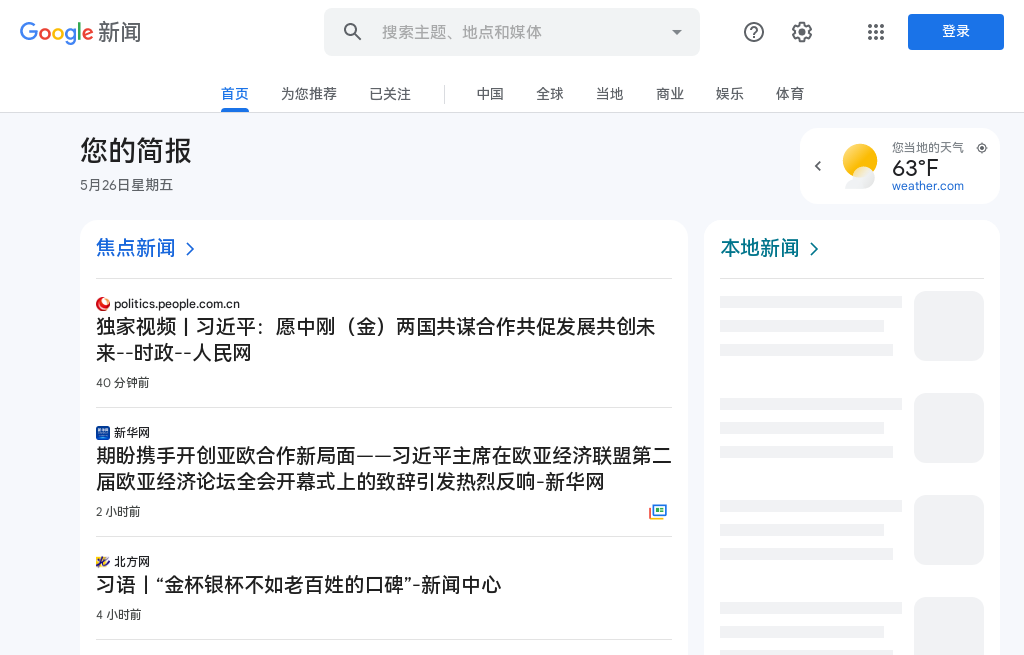 Google 新闻
搜索主题、地点和媒体
登录
首页
为您推荐
已关注
中国
全球
当地
商业
娱乐
体育
您的简报
5月26日星期五
您当地的天气
63°F
weather.com
焦点新闻
politics.people.com.cn
独家视频丨习近平：愿中刚（金）两国共谋合作共促发展共创未
来--时政--人民网
40 分钟前
新华网
期盼携手开创亚欧合作新局面——习近平主席在欧亚经济联盟第二
届欧亚经济论坛全会开幕式上的致辞引发热烈反响-新华网
2 小时前
北方网
习语丨“金杯银杯不如老百姓的口碑”-新闻中心
4 小时前
本地新闻